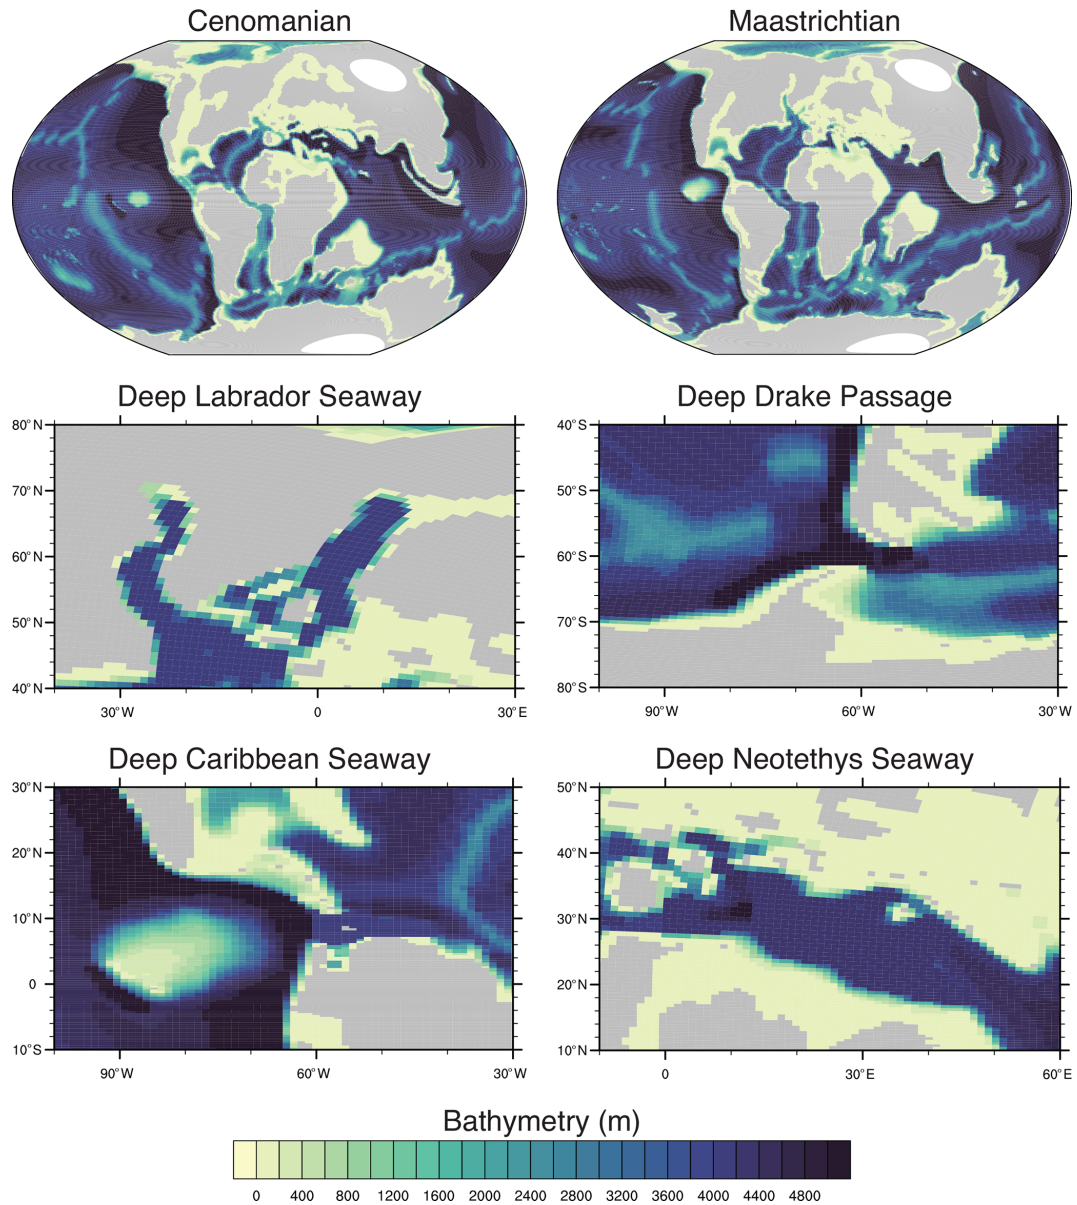 Cenomanian Maastrichtian
Deep Labrador Seaway Deep Drake Passage
80°N 40°S
70°N 50°S
60°N 60°S
50°N 70°S
40°N 80°S
30°W 0 30°E 90°W 60°W 30°W
Deep Caribbean Seaway Deep Neotethys Seaway
30°N 50°N
20°N 40°N
10°N 30°N
0 20°N
10°S 10°N
90°W 60°W 30°W 0 30°E 60°E
Bathymetry (m)
0 400 800 1200 1600 2000 2400 2800 3200 3600 4000 4400 4800